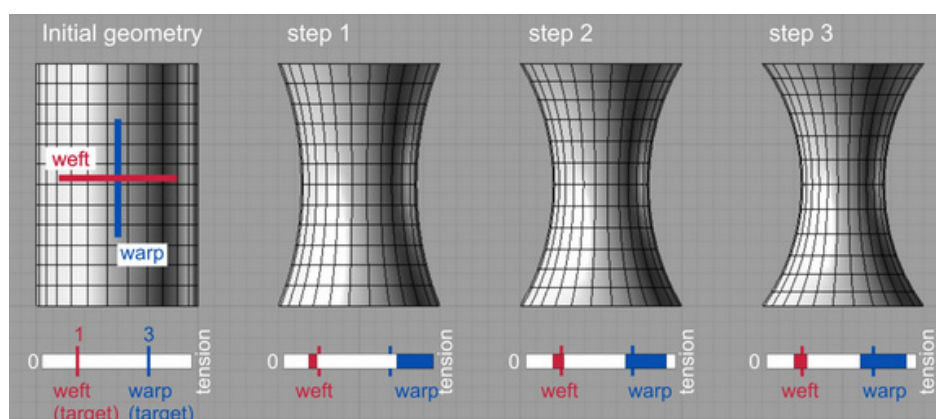 Initial geometry
step 1
step 2
step 3
weft
warp
1
3
0
weft
(target)
warp
(target)
tension
0
weft
warp
tension
0
weft
warp
tension
0
weft
warp
tension